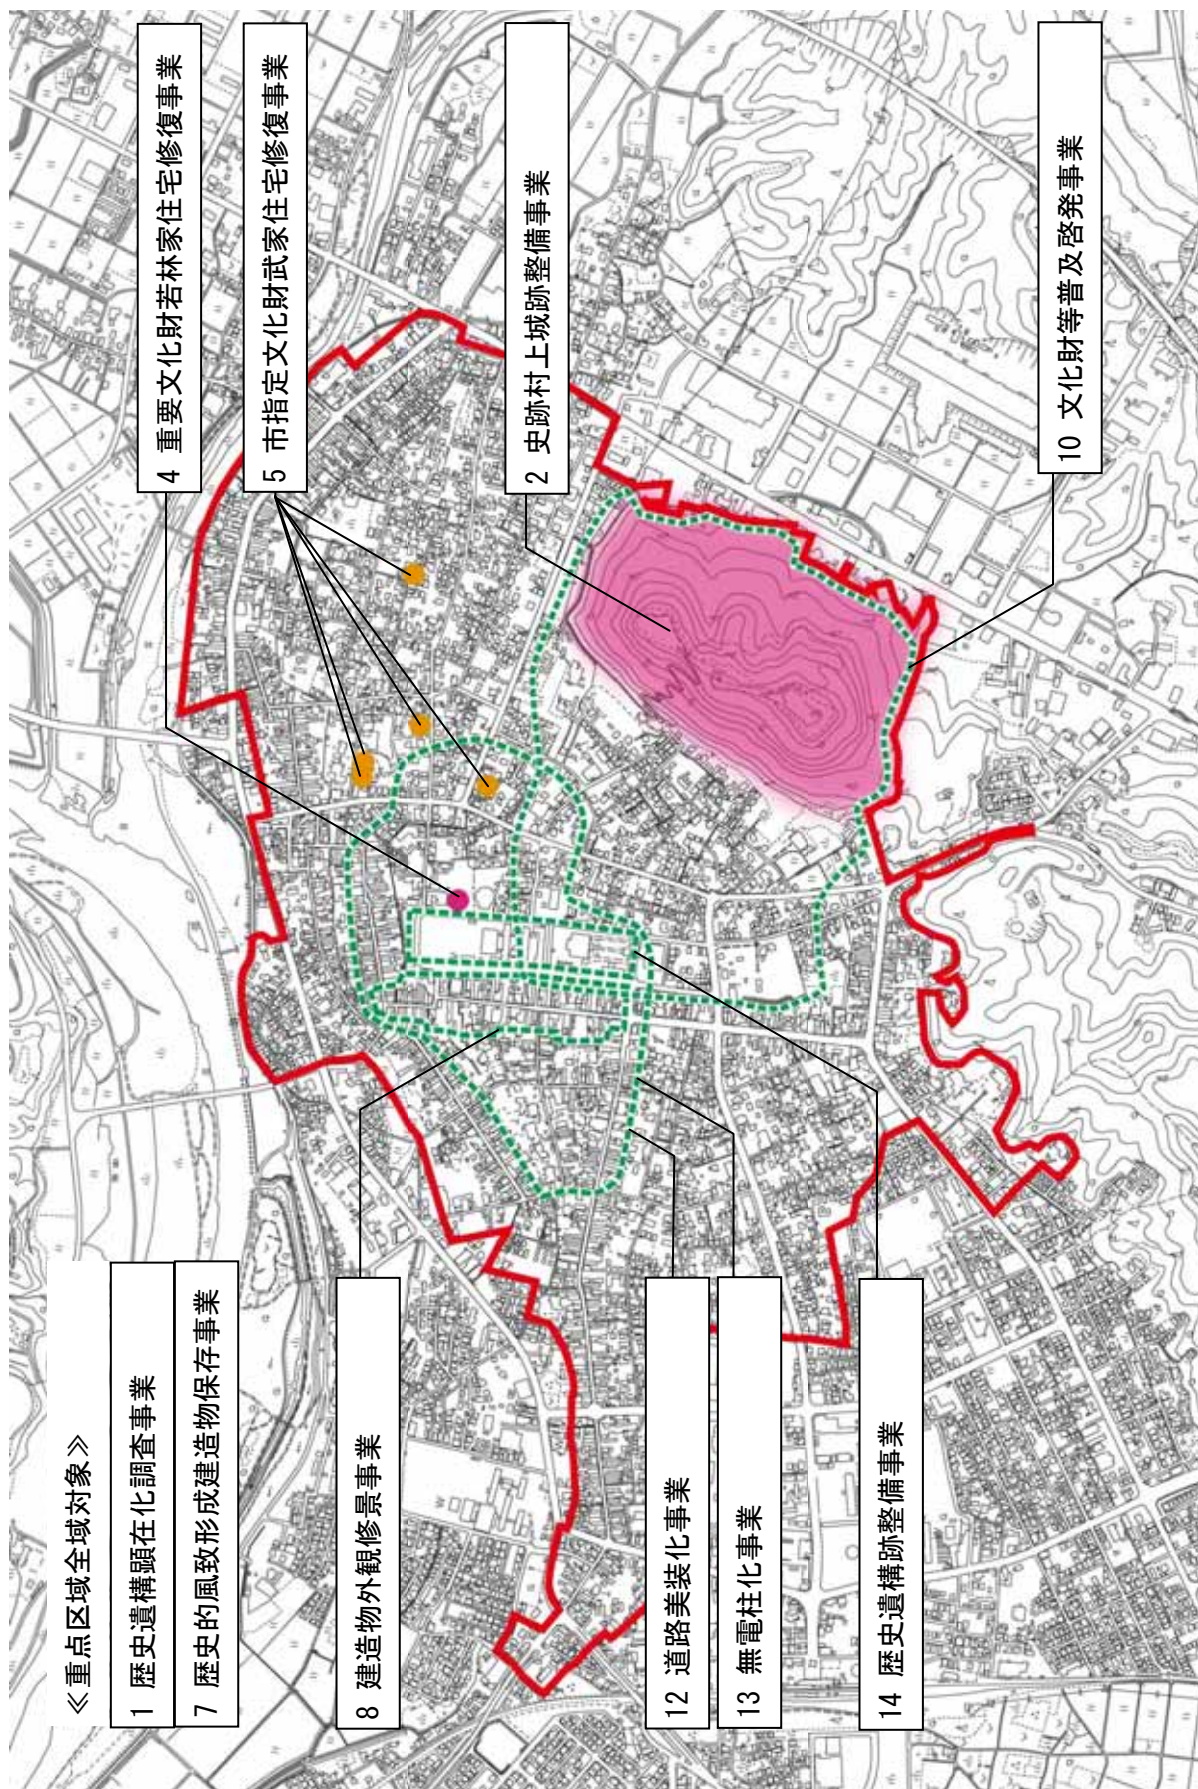 ≪重点区域全域対象≫
1 歴史遺構顕在化調査事業
7 歴史的風致形成建造物保存事業
8 建造物外観修景事業
12 道路美装化事業
13 無電柱化事業
14 歴史遺構跡整備事業
4 重要文化財若林家住宅修復事業
5 市指定文化財武家住宅修復事業
2 史跡村上城跡整備事業
10 文化財等普及啓発事業